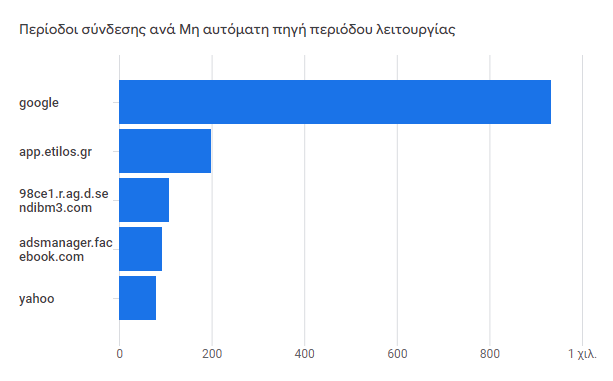 Περίοδοι σύνδεσης ανά Μη αυτόματη πηγή περιόδου λειτουργίας
google
app.etilos.gr
98ce1.r.ag.d.se
ndibm3.com
adsmanager.fac
ebook.com
yahoo
0 200 400 600 800 1 χιλ.